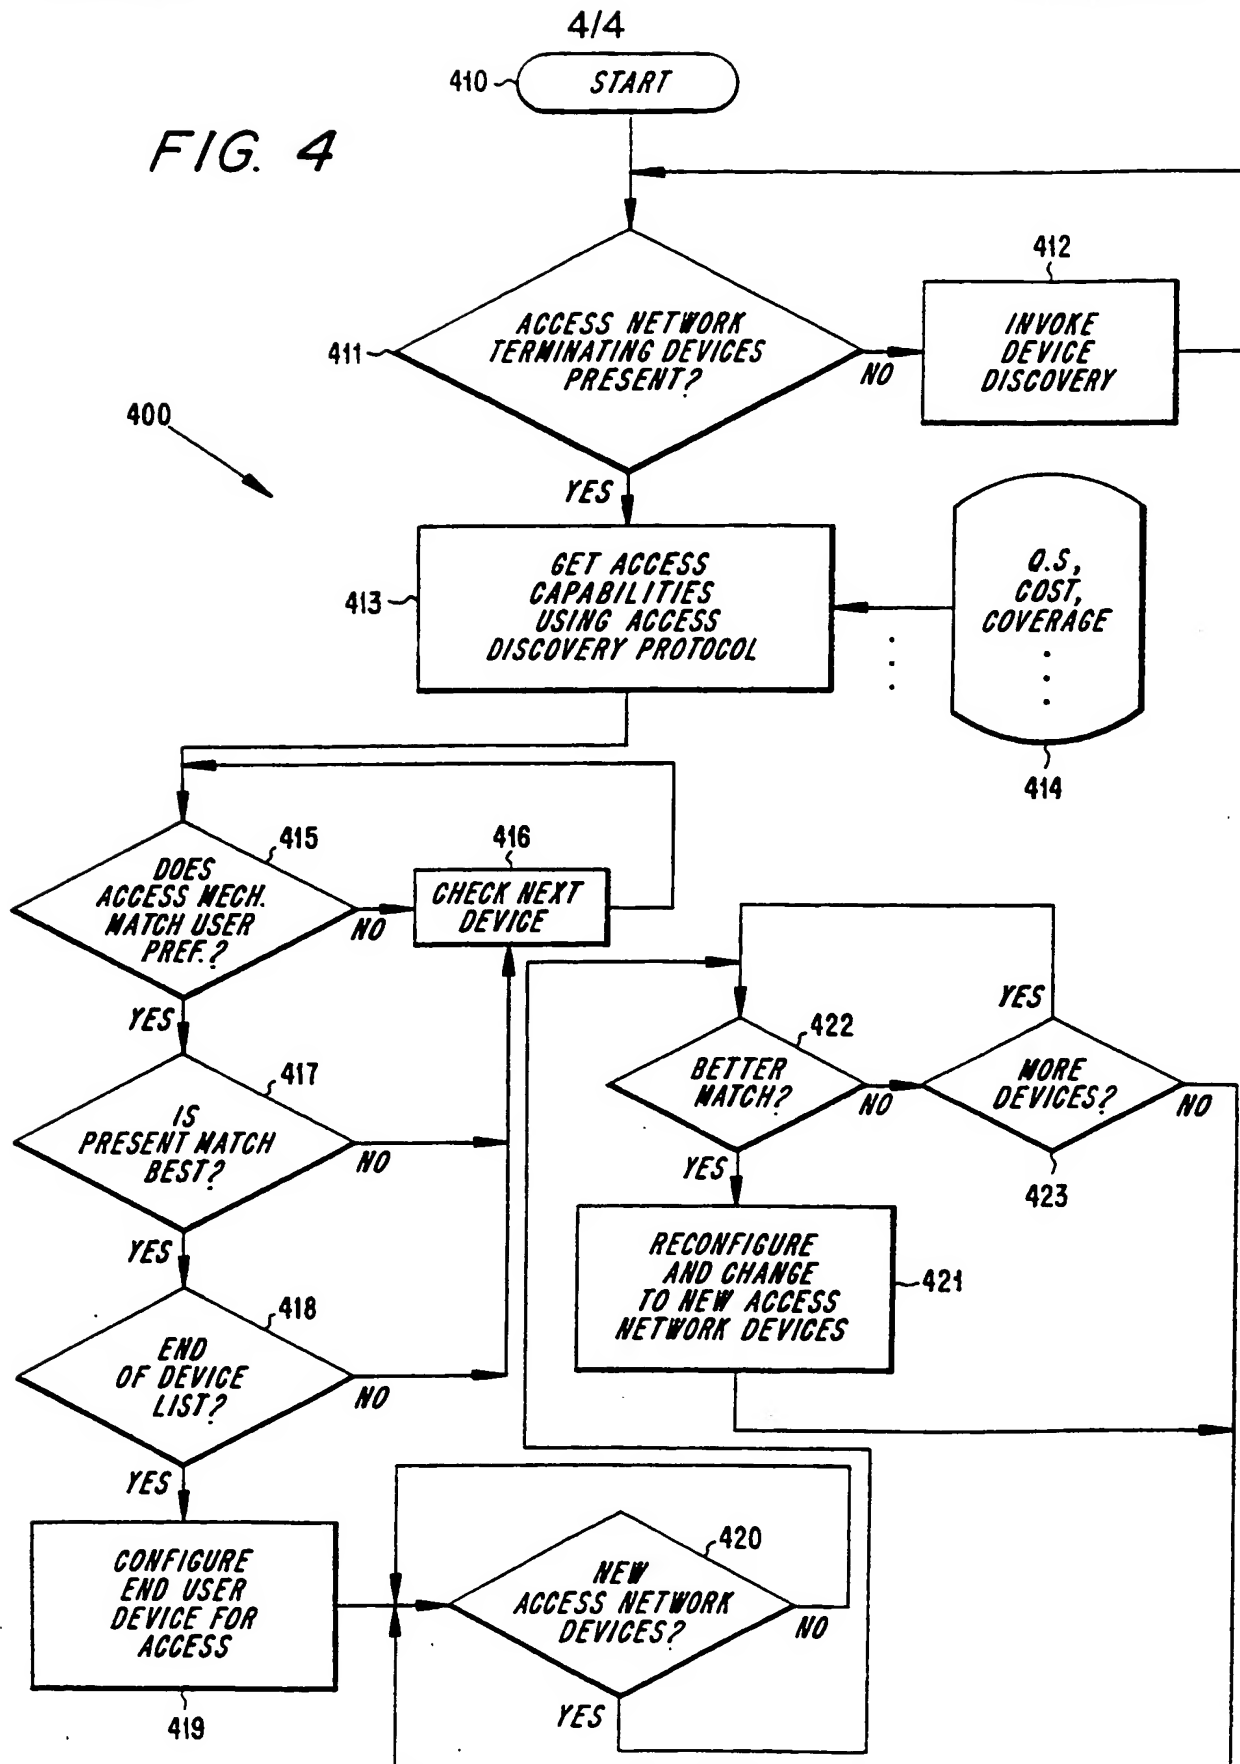 4/4
410
START
FIG. 4
412
411
ACCESS NETWORK
TERMINATING DEVICES
PRESENT?
NO
INVOKE
DEVICE
DISCOVERY
400
YES
413
GET ACCESS
CAPABILITIES
USING ACCESS
DISCOVERY PROTOCOL
Q.S,
COST,
COVERAGE
414
415
DOES
ACCESS MECH.
MATCH USER
PREF.?
NO
416
CHECK NEXT
DEVICE
YES
417
IS
PRESENT MATCH
BEST?
NO
YES
418
END
OF DEVICE
LIST?
NO
YES
422
BETTER
MATCH?
NO
YES
MORE
DEVICES?
NO
423
YES
RECONFIGURE
AND CHANGE
TO NEW ACCESS
NETWORK DEVICES
421
CONFIGURE
END USER
DEVICE FOR
ACCESS
419
420
NEW
ACCESS NETWORK
DEVICES?
NO
YES